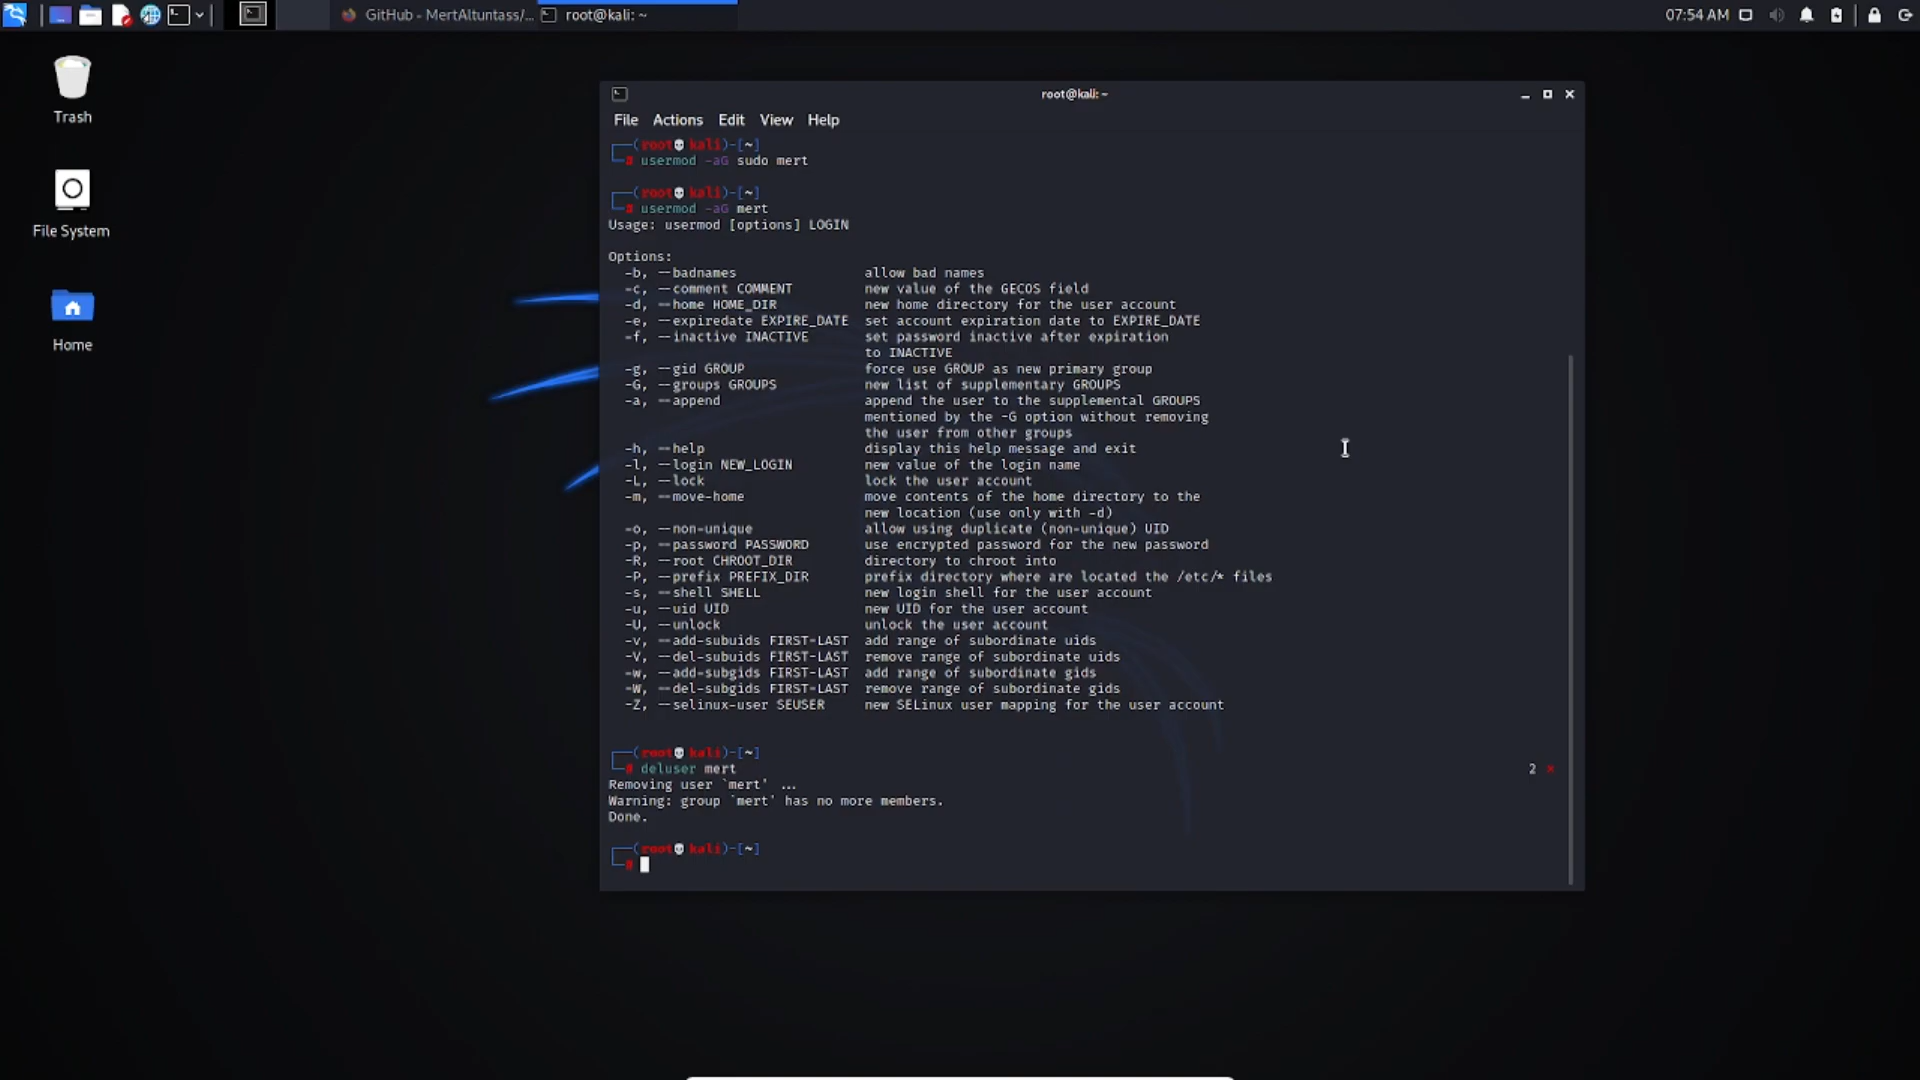 GitHub - MertAltuntass/...
root@kali: ~
07:54 AM
Trash
File System
Home
root@kali: ~
File Actions Edit View Help
┌──(root💀kali)-[~]
└─# usermod -aG sudo mert
┌──(root💀kali)-[~]
└─# usermod -aG mert
Usage: usermod [options] LOGIN
Options:
-b, --badnames allow bad names
-c, --comment COMMENT new value of the GECOS field
-d, --home HOME_DIR new home directory for the user account
-e, --expiredate EXPIRE_DATE set account expiration date to EXPIRE_DATE
-f, --inactive INACTIVE set password inactive after expiration
to INACTIVE
-g, --gid GROUP force use GROUP as new primary group
-G, --groups GROUPS new list of supplementary GROUPS
-a, --append append the user to the supplemental GROUPS
mentioned by the -G option without removing
the user from other groups
-h, --help display this help message and exit
-l, --login NEW_LOGIN new value of the login name
-L, --lock lock the user account
-m, --move-home move contents of the home directory to the
new location (use only with -d)
-o, --non-unique allow using duplicate (non-unique) UID
-p, --password PASSWORD use encrypted password for the new password
-R, --root CHROOT_DIR directory to chroot into
-P, --prefix PREFIX_DIR prefix directory where are located the /etc/* files
-s, --shell SHELL new login shell for the user account
-u, --uid UID new UID for the user account
-U, --unlock unlock the user account
-v, --add-subuids FIRST-LAST add range of subordinate uids
-V, --del-subuids FIRST-LAST remove range of subordinate uids
-w, --add-subgids FIRST-LAST add range of subordinate gids
-W, --del-subgids FIRST-LAST remove range of subordinate gids
-Z, --selinux-user SEUSER new SELinux user mapping for the user account
┌──(root💀kali)-[~]
└─# deluser mert 2 ⨯
Removing user `mert' ...
Warning: group `mert' has no more members.
Done.
┌──(root💀kali)-[~]
└─#